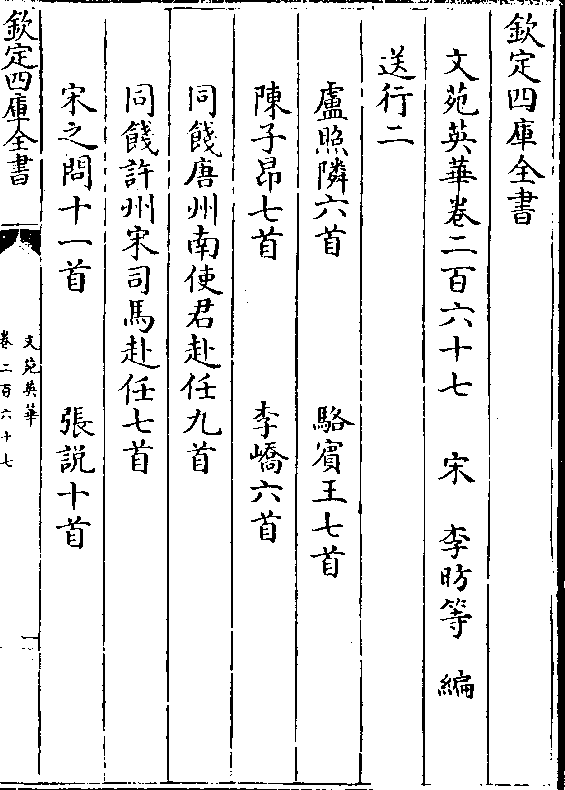 欽定四庫全書
文苑英華卷二百六十七　宋　李昉等　編
送行二
盧照隣六首　駱賓王七首
陳子昂七首　李嶠六首
同餞唐州南使君赴任九首
同餞許州宋司馬赴任七首
宋之問十一首　張説十首
欽定四庫全書
文苑英華
卷二百六十七
一